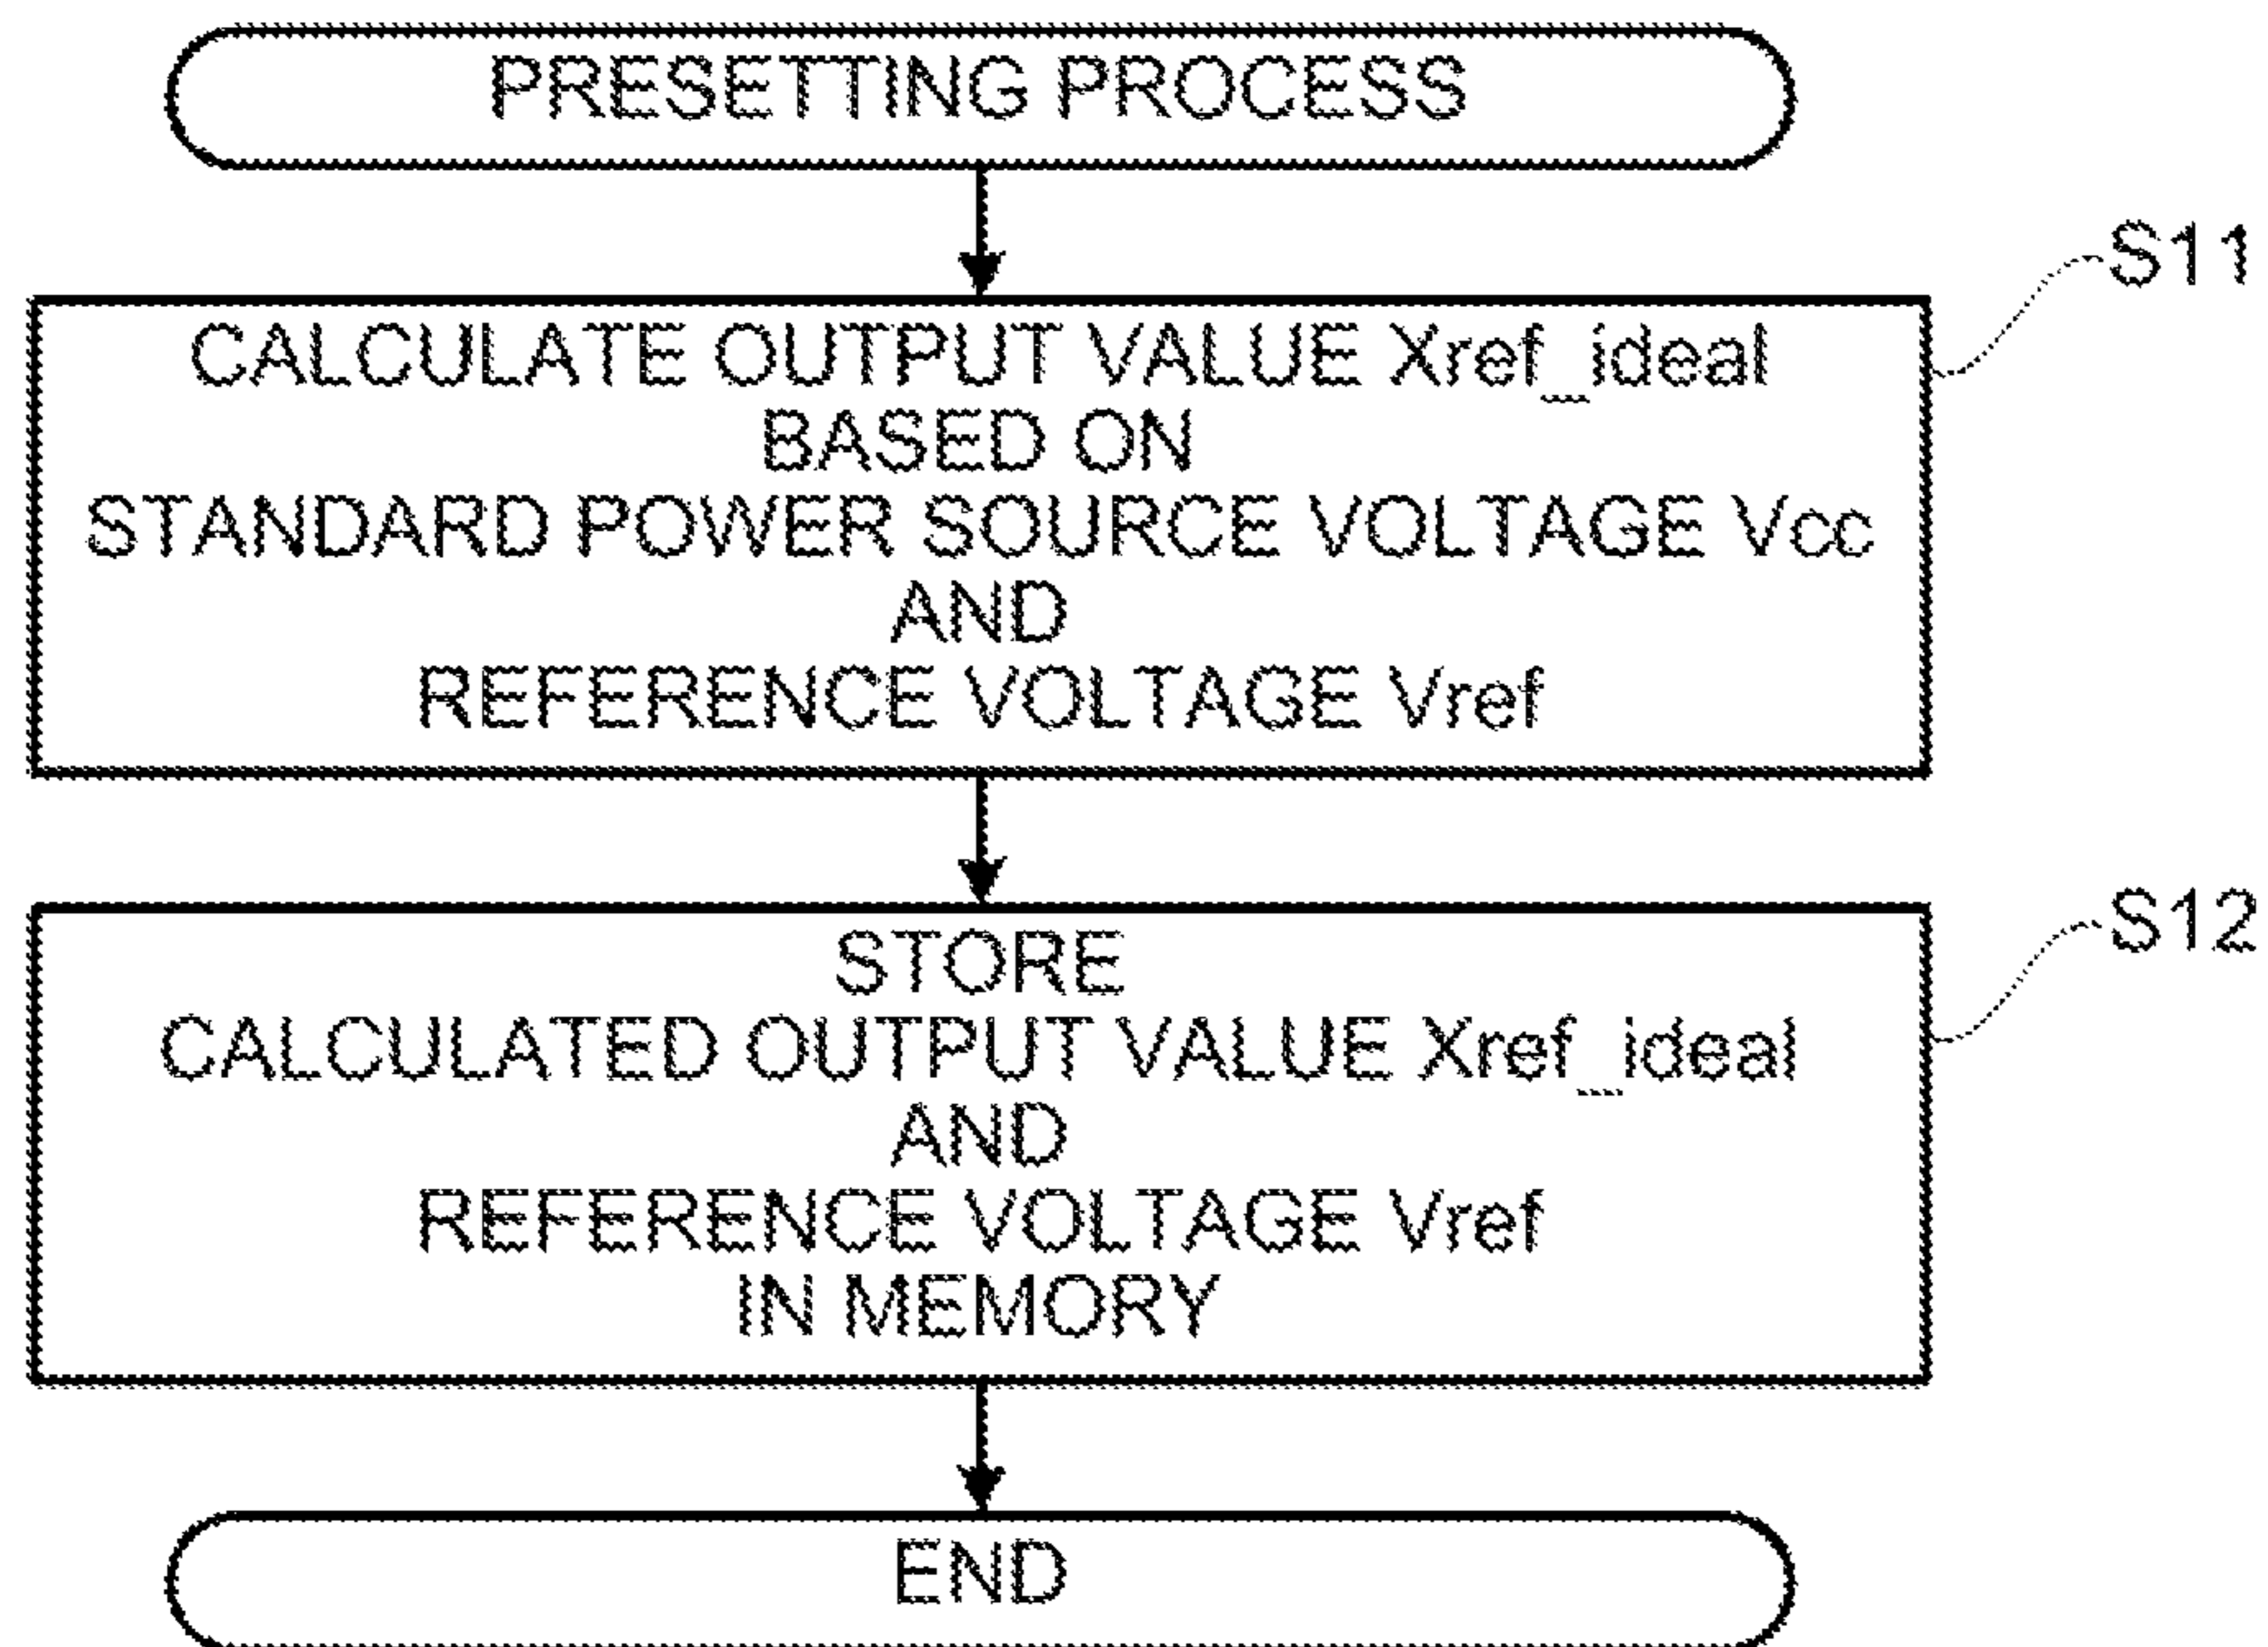 PRESETTING PROCESS
S11
CALCULATE OUTPUT VALUE Xref_ideal
BASED ON
STANDARD POWER SOURCE VOLTAGE Vcc
AND
REFERENCE VOLTAGE Vref
S12
STORE
CALCULATED OUTPUT VALUE Xref_ideal
AND
REFERENCE VOLTAGE Vref
IN MEMORY
END